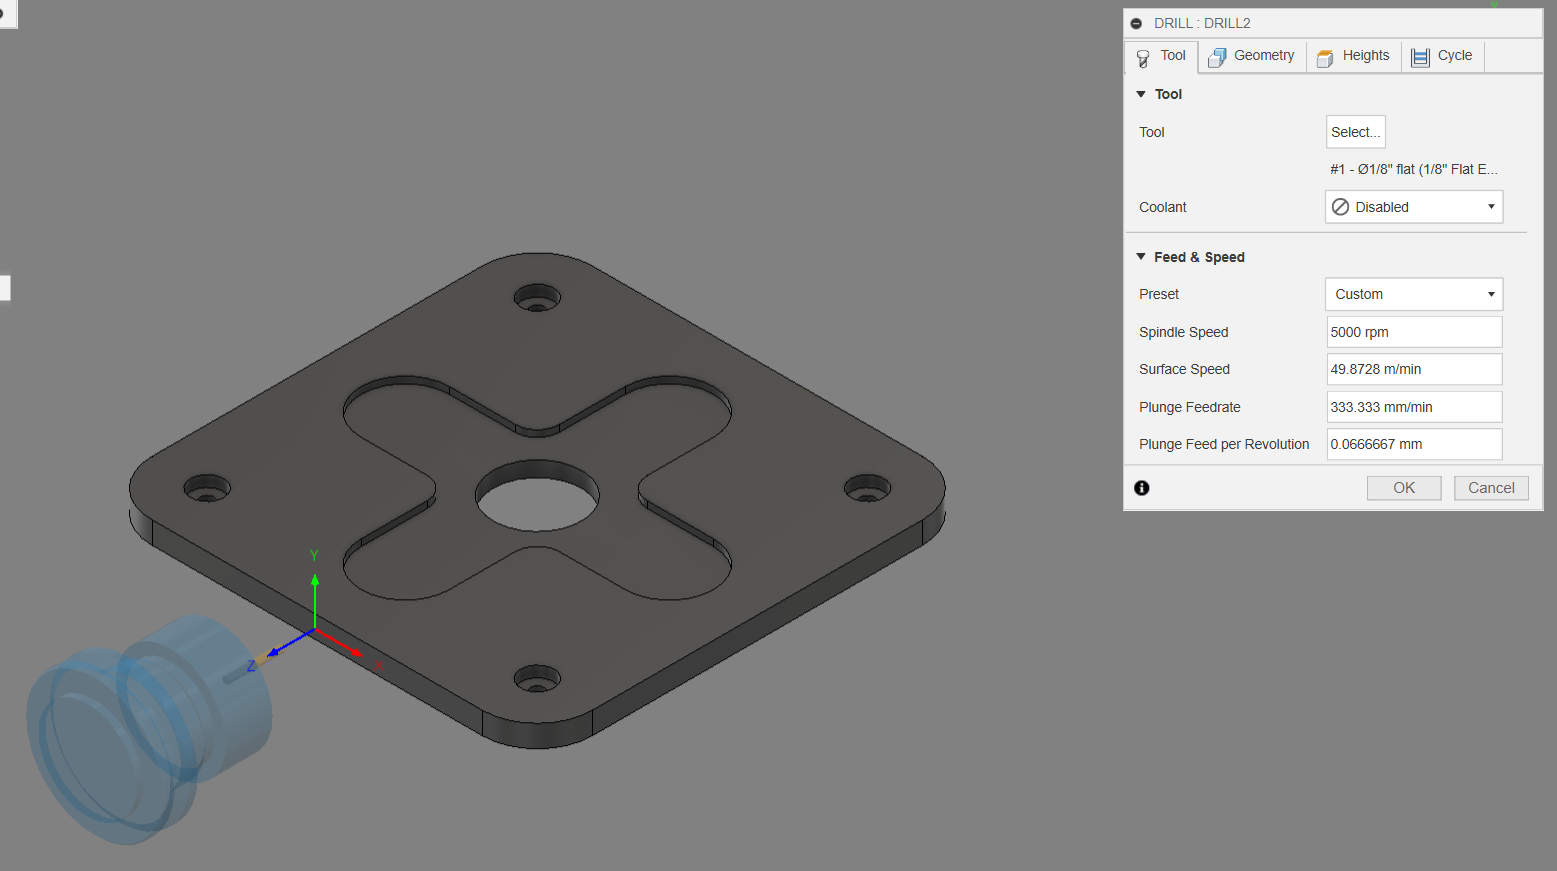 DRILL : DRILL2
Tool Geometry Heights Cycle
Tool
Tool Select...
#1 - Ø1/8" flat (1/8" Flat E...
Coolant Disabled
Feed & Speed
Preset Custom
Spindle Speed 5000 rpm
Surface Speed 49.8728 m/min
Plunge Feedrate 333.333 mm/min
Plunge Feed per Revolution 0.0666667 mm
OK Cancel
Y
Z X